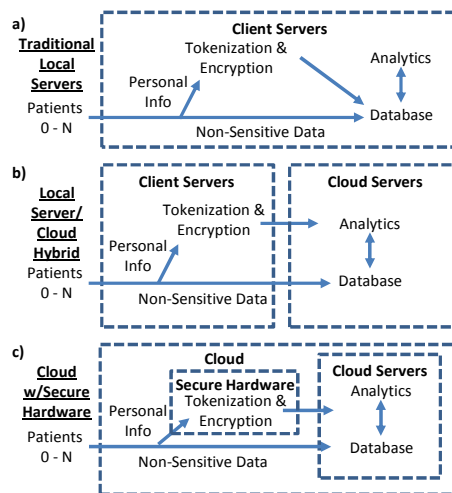 a)
Traditional
Local
Servers
Patients
0 - N
Client Servers
Tokenization &
Encryption
Personal
Info
Analytics
Database
Non-Sensitive Data
b)
Local
Server/
Cloud
Hybrid
Patients
0 - N
Client Servers
Tokenization &
Encryption
Personal
Info
Non-Sensitive Data
Cloud Servers
Analytics
Database
c)
Cloud
w/Secure
Hardware
Patients
0 - N
Cloud
Secure Hardware
Tokenization &
Encryption
Personal
Info
Non-Sensitive Data
Cloud Servers
Analytics
Database